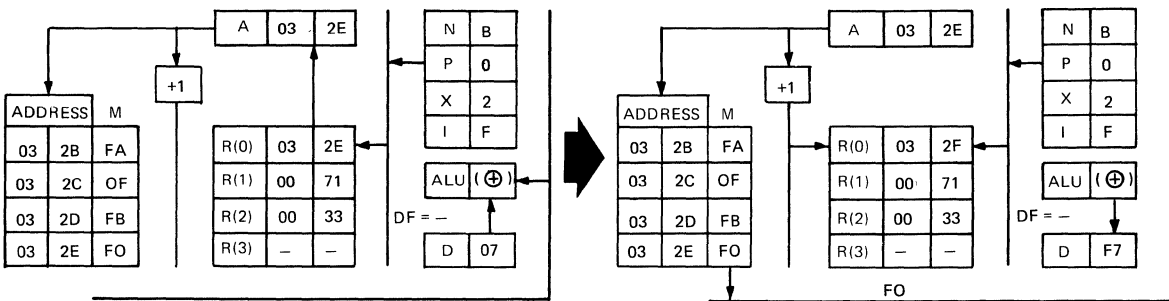 A 03 2E
N B
P 0
X 2
I F
+1
ADDRESS M
03 2B FA
03 2C OF
03 2D FB
03 2E FO
R(0) 03 2E
R(1) 00 71
R(2) 00 33
R(3) – –
ALU (⊕)
DF = –
D 07
A 03 2E
N B
P 0
X 2
I F
+1
ADDRESS M
03 2B FA
03 2C OF
03 2D FB
03 2E FO
R(0) 03 2F
R(1) 00 71
R(2) 00 33
R(3) – –
ALU (⊕)
DF = –
D F7
FO